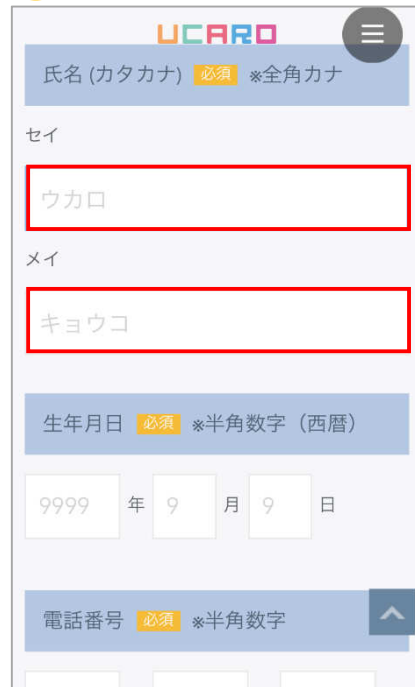 UCARO
氏名 (カタカナ) 必須 ※全角カナ
セイ
ウカロ
メイ
キョウコ
生年月日 必須 ※半角数字（西暦）
9999 年 9 月 9 日
電話番号 必須 ※半角数字